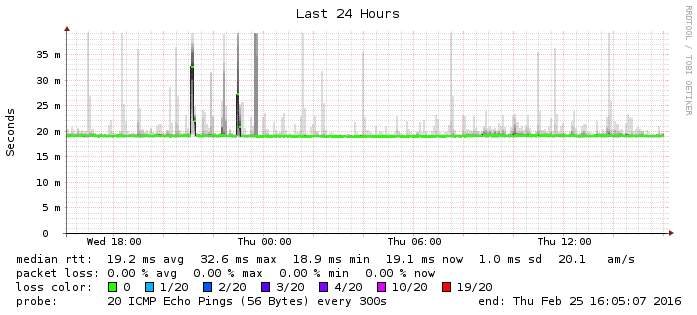 Last 24 Hours
RRDTOOL / TOBI OETIKER
Seconds
35 m
30 m
25 m
20 m
15 m
10 m
5 m
0
Wed 18:00 Thu 00:00 Thu 06:00 Thu 12:00
median rtt: 19.2 ms avg 32.6 ms max 18.9 ms min 19.1 ms now 1.0 ms sd 20.1 am/s
packet loss: 0.00 % avg 0.00 % max 0.00 % min 0.00 % now
loss color: 0 1/20 2/20 3/20 4/20 10/20 19/20
probe: 20 ICMP Echo Pings (56 Bytes) every 300s end: Thu Feb 25 16:05:07 2016